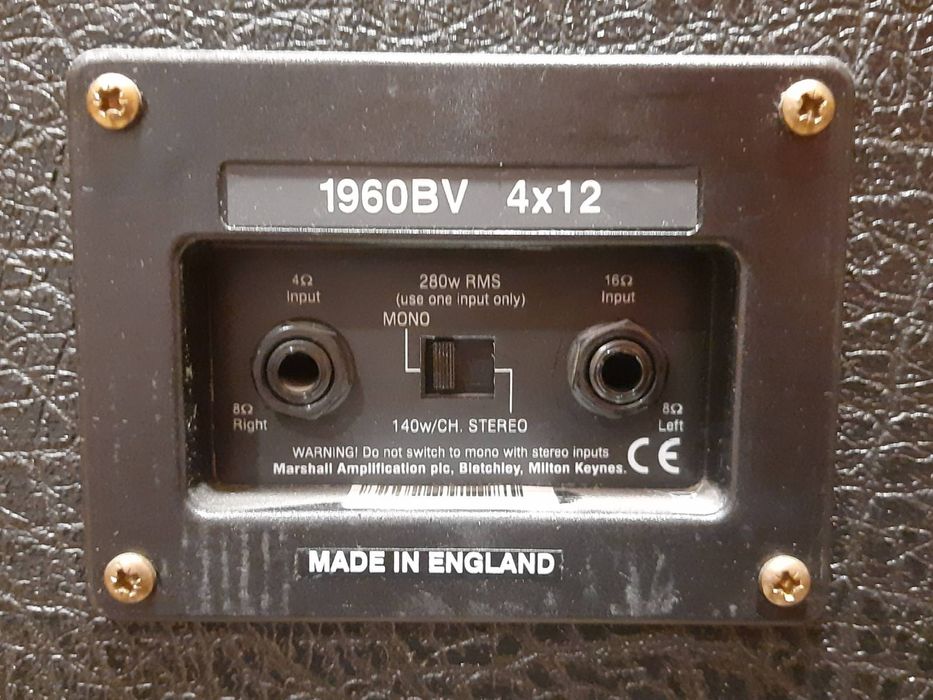 1960BV 4x12
4Ω
Input
280w RMS
(use one input only)
16Ω
Input
MONO
8Ω
Right
140w/CH. STEREO
8Ω
Left
WARNING! Do not switch to mono with stereo inputs
Marshall Amplification plc, Bletchley, Milton Keynes.
CE
MADE IN ENGLAND